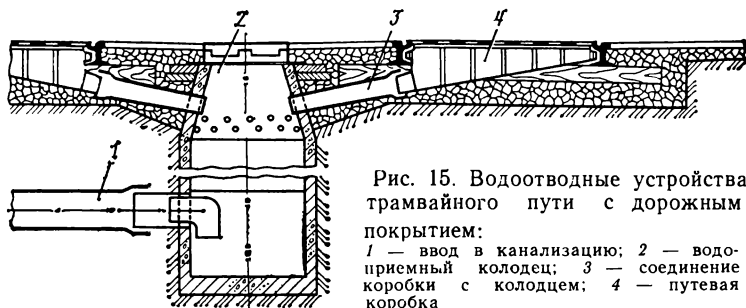 2
3
4
1
Рис. 15. Водоотводные устройства
трамвайного пути с дорожным
покрытием:
1 — ввод в канализацию; 2 — водо-
приемный колодец; 3 — соединение
коробки с колодцем; 4 — путевая
коробка